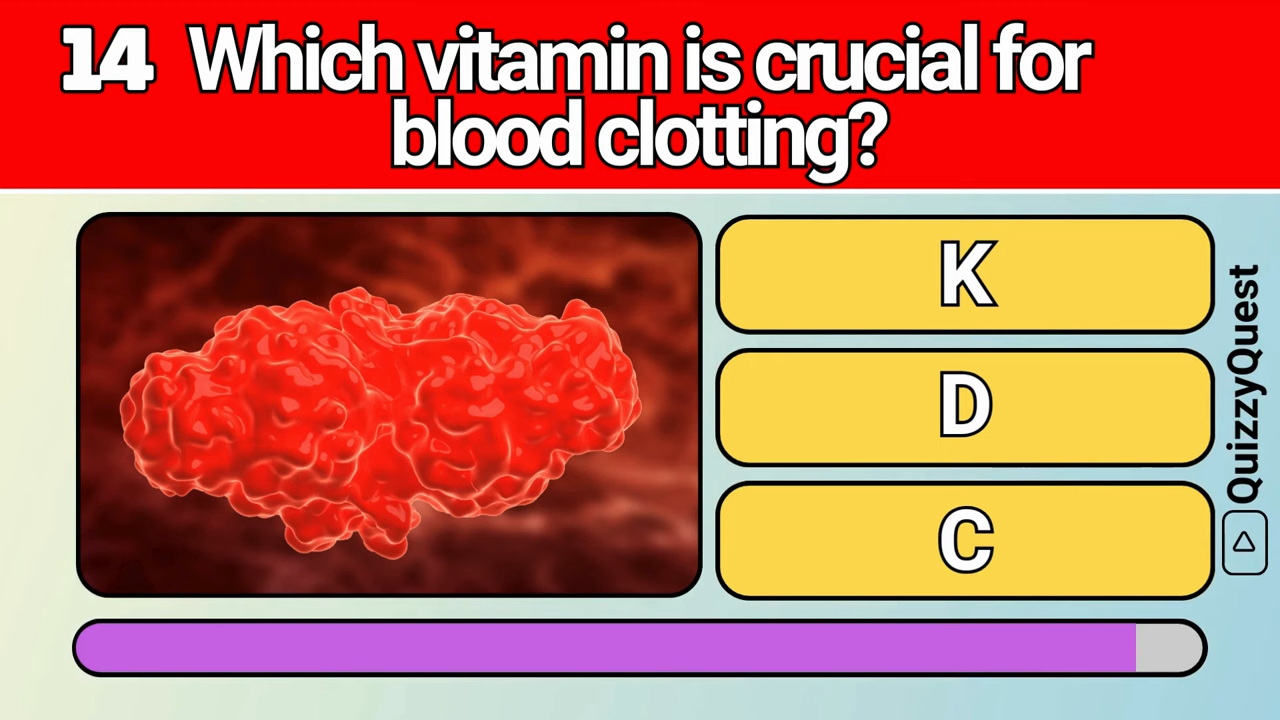 14 Which vitamin is crucial for
blood clotting?
K
D
C
QuizzyQuest